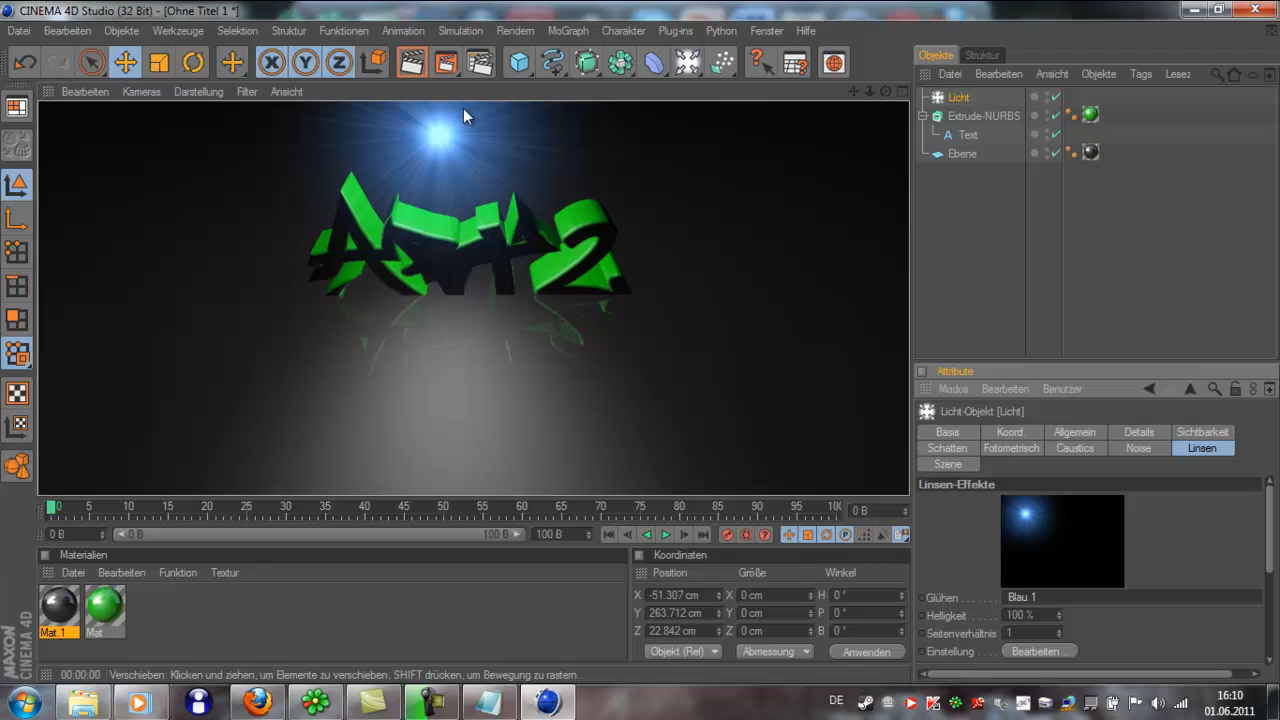 CINEMA 4D Studio (32 Bit) - [Ohne Titel 1 *]
Datei Bearbeiten Objekte Werkzeuge Selektion Struktur Funktionen Animation Simulation Rendern MoGraph Charakter Plug-ins Python Fenster Hilfe
X Y Z
Objekte Struktur
Datei Bearbeiten Ansicht Objekte Tags Lesez
Bearbeiten Kameras Darstellung Filter Ansicht
Licht
Extrude-NURBS
A Text
Ebene
Attribute
Modus Bearbeiten Benutzer
Licht-Objekt [Licht]
Basis Koord. Allgemein Details Sichtbarkeit
Schatten Fotometrisch Caustics Noise Linsen
Szene
Linsen-Effekte
Glühen Blau 1
Helligkeit 100 %
Seitenverhältnis 1
Einstellung Bearbeiten...
0 5 10 15 20 25 30 35 40 45 50 55 60 65 70 75 80 85 90 95 100 0 B
0 B 0 B 100 B 100 B
Materialien
Datei Bearbeiten Funktion Textur
Mat.1 Mat
Koordinaten
Position Größe Winkel
X -51.307 cm X 0 cm H 0 °
Y 263.712 cm Y 0 cm P 0 °
Z 22.842 cm Z 0 cm B 0 °
Objekt (Rel) Abmessung Anwenden
MAXON
CINEMA 4D
00:00:00 Verschieben: Klicken und ziehen, um Elemente zu verschieben. SHIFT drücken, um Bewegung zu rastern.
DE
16:10
01.06.2011